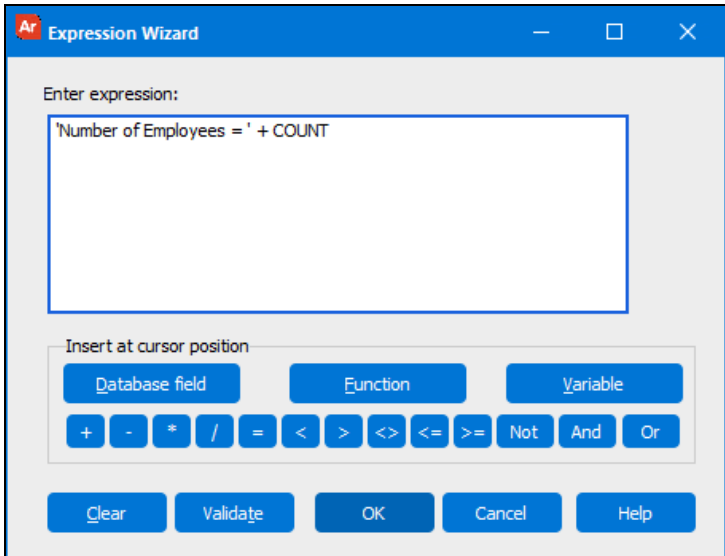 Ar Expression Wizard
Enter expression:
'Number of Employees = ' + COUNT
Insert at cursor position
Database field Function Variable
+ - * / = < > <> <= >= Not And Or
Clear Validate OK Cancel Help